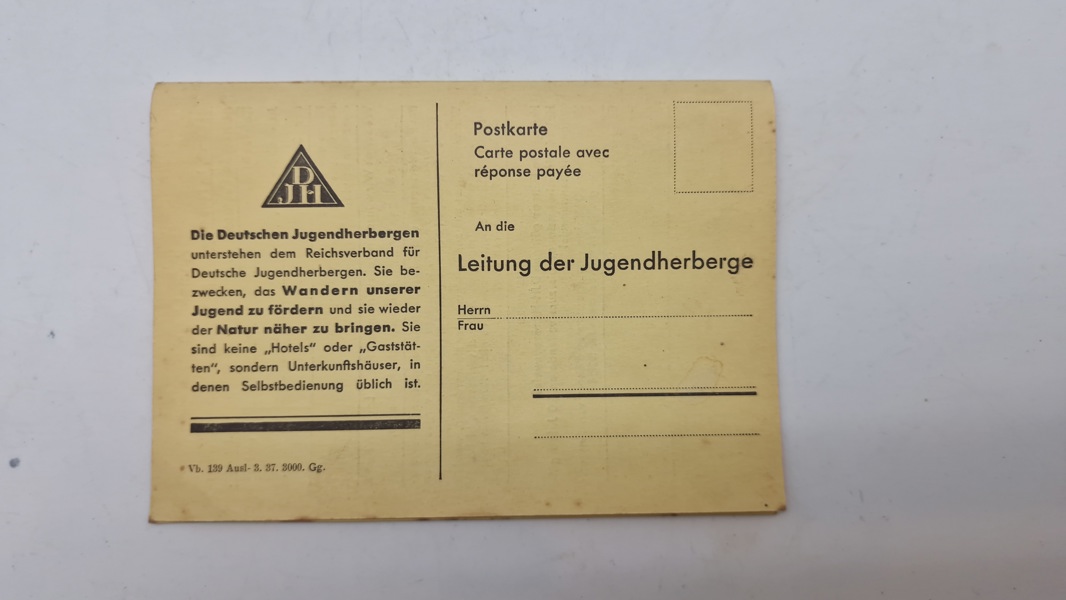 DJH
Die Deutschen Jugendherbergen
unterstehen dem Reichsverband für
Deutsche Jugendherbergen. Sie be-
zwecken, das Wandern unserer
Jugend zu fördern und sie wieder
der Natur näher zu bringen. Sie
sind keine „Hotels“ oder „Gaststät-
ten“, sondern Unterkunftshäuser, in
denen Selbstbedienung üblich ist.
Vb. 139 Ausl- 3. 37. 3000. Gg.
Postkarte
Carte postale avec
réponse payée
An die
Leitung der Jugendherberge
Herrn
Frau